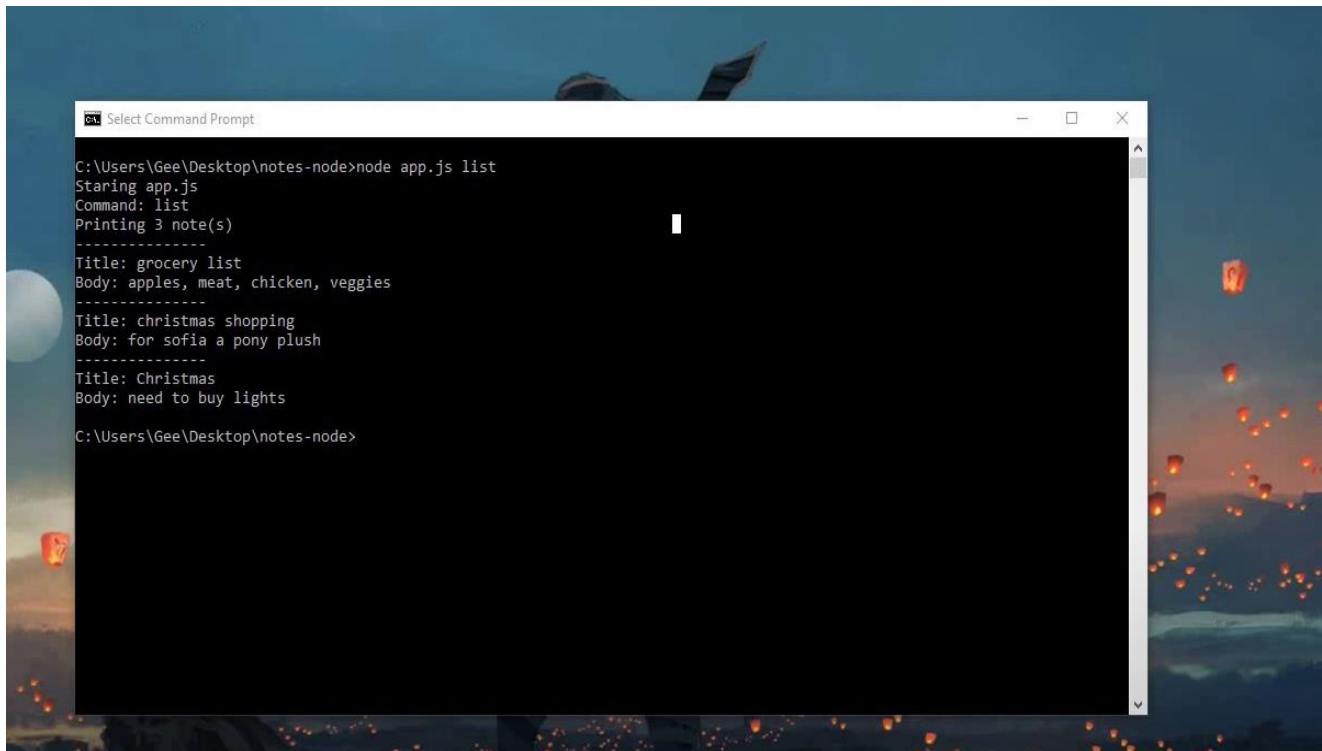 Select Command Prompt
C:\Users\Gee\Desktop\notes-node>node app.js list
Staring app.js
Command: list
Printing 3 note(s)
---------------
Title: grocery list
Body: apples, meat, chicken, veggies
---------------
Title: christmas shopping
Body: for sofia a pony plush
---------------
Title: Christmas
Body: need to buy lights
C:\Users\Gee\Desktop\notes-node>